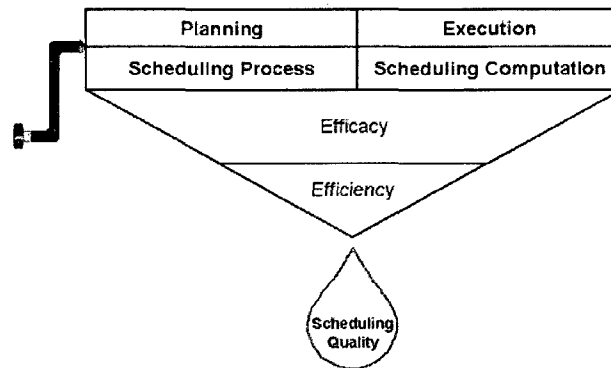 Planning
Execution
Scheduling Process
Scheduling Computation
Efficacy
Efficiency
Scheduling
Quality